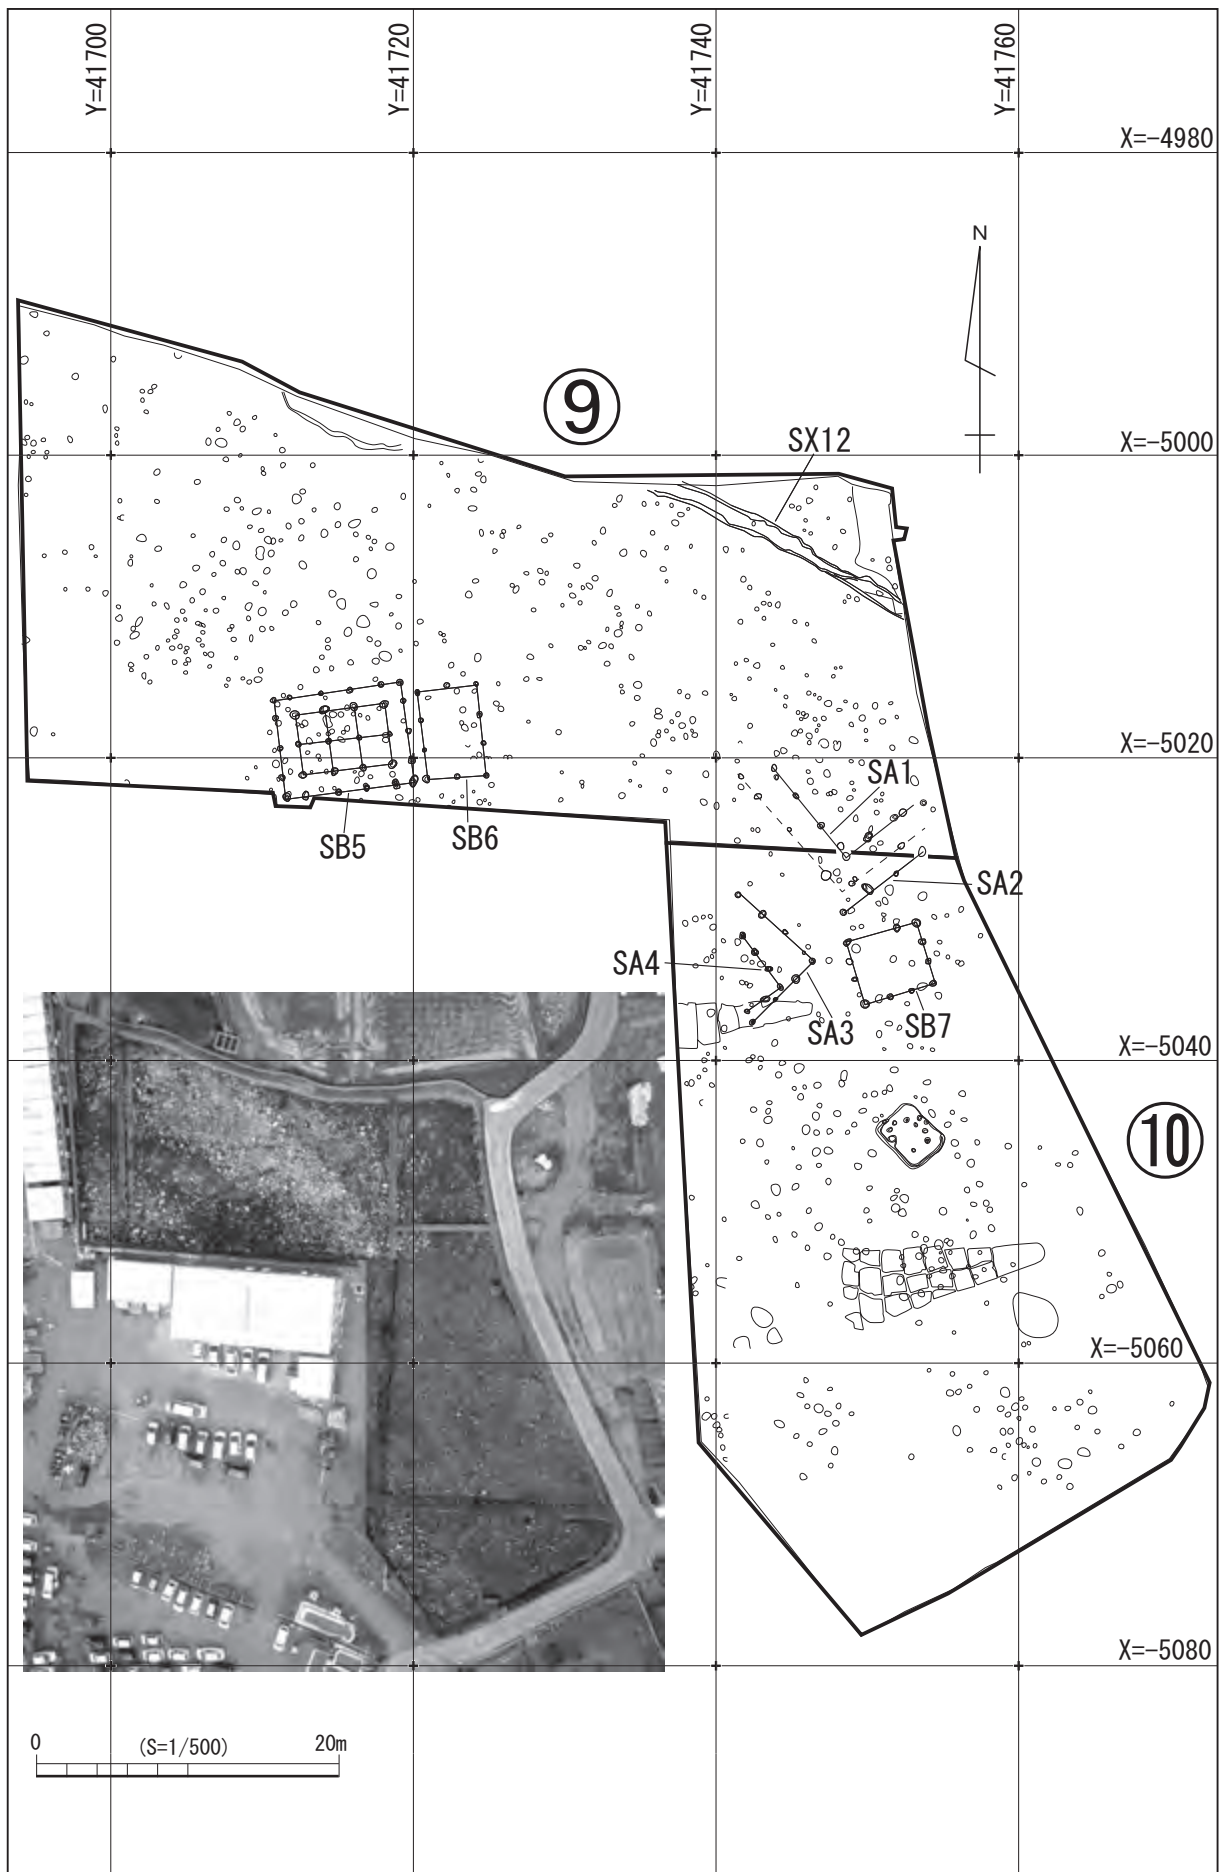 Y=41700
Y=41720
Y=41740
Y=41760
X=-4980
N
⑨
SX12
X=-5000
X=-5020
SA1
SB5
SB6
SA2
SA4
SA3
SB7
X=-5040
⑩
X=-5060
X=-5080
0 (S=1/500) 20m